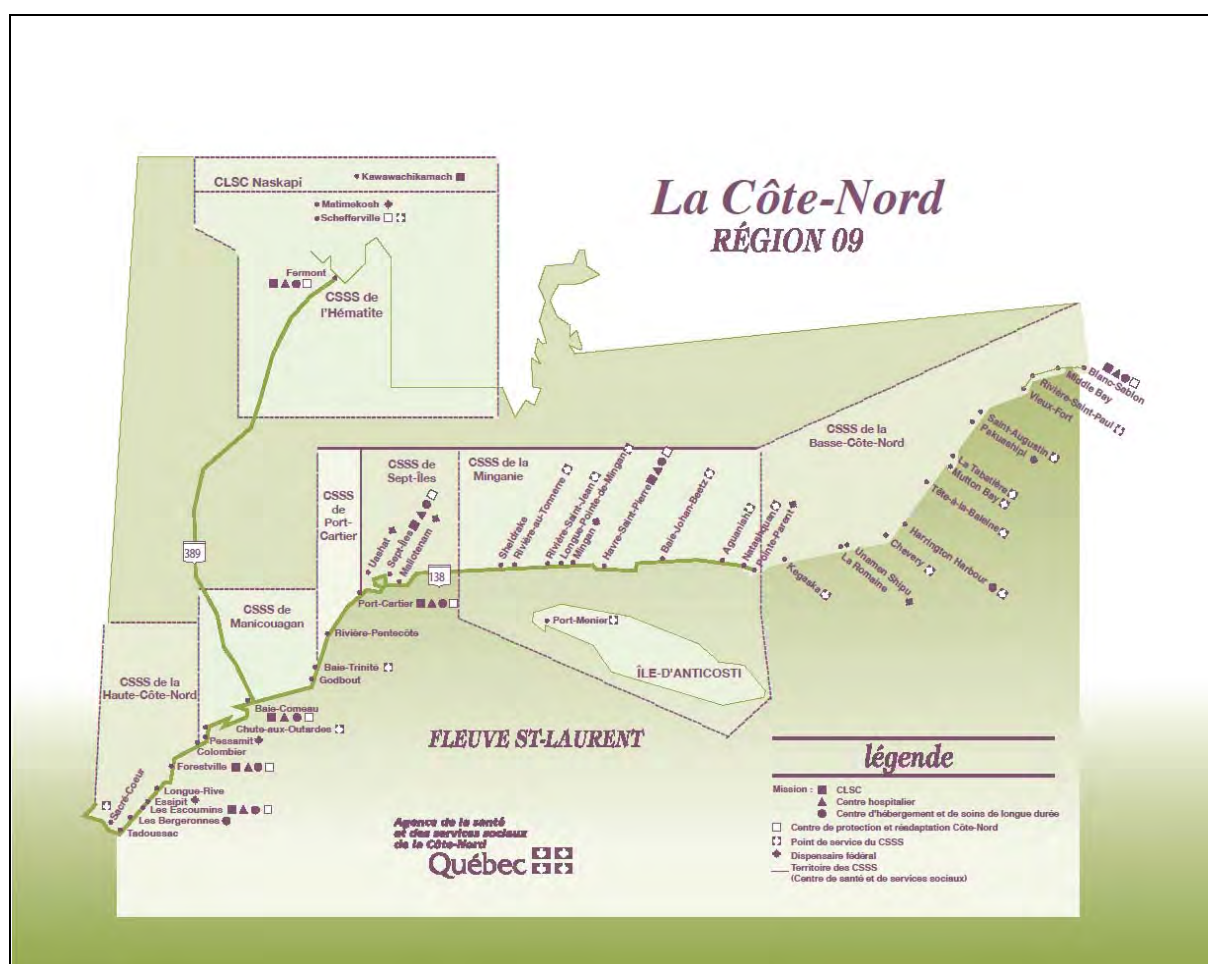 La Côte-Nord
RÉGION 09
CLSC Naskapi
Kawawachikamach
Matimekosh
Schefferville
Fermont
CSSS de
l'Hématite
CSSS de la
Basse-Côte-Nord
Blanc-Sablon
Middle Bay
Rivière-Saint-Paul
Vieux-Fort
Saint-Augustin
Pakuashipi
La Tabatière
Mutton Bay
Tête-à-la-Baleine
Harrington Harbour
Chevery
Unamen Shipu
La Romaine
Kegaska
CSSS de
Port-
Cartier
CSSS de
Sept-Îles
Uashat
Sept-Îles
Maliotenam
CSSS de la
Minganie
Sheldrake
Rivière-au-Tonnerre
Rivière-Saint-Jean
Longue-Pointe-de-Mingan
Mingan
Havre-Saint-Pierre
Baie-Johan-Beetz
Aguanish
Natasquan
Pointe-Parent
389
138
Port-Cartier
CSSS de
Manicouagan
Rivière-Pentecôte
Port-Menier
ÎLE-D'ANTICOSTI
Baie-Trinité
Godbout
CSSS de la
Haute-Côte-Nord
Baie-Comeau
Chute-aux-Outardes
Pessamit
Colombier
Forestville
Longue-Rive
Essipit
Les Escoumins
Les Bergeronnes
Tadoussac
Sacré-Coeur
FLEUVE ST-LAURENT
Agence de la santé
et des services sociaux
de la Côte-Nord
Québec
légende
Mission : CLSC
Centre hospitalier
Centre d'hébergement et de soins de longue durée
Centre de protection et réadaptation Côte-Nord
Point de service du CSSS
Dispensaire fédéral
Territoire des CSSS
(Centre de santé et de services sociaux)